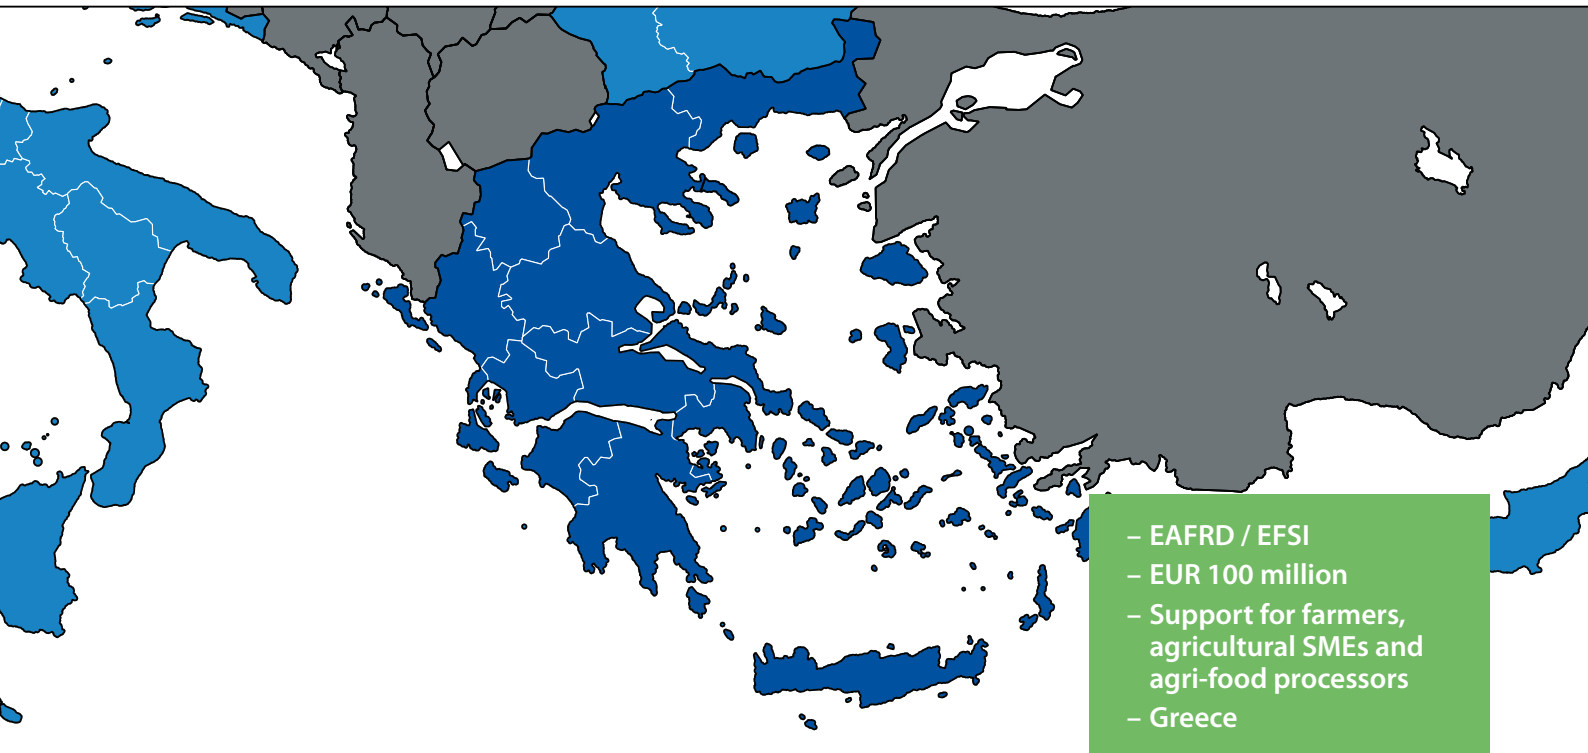 – EAFRD / EFSI
– EUR 100 million
– Support for farmers,
agricultural SMEs and
agri-food processors
– Greece